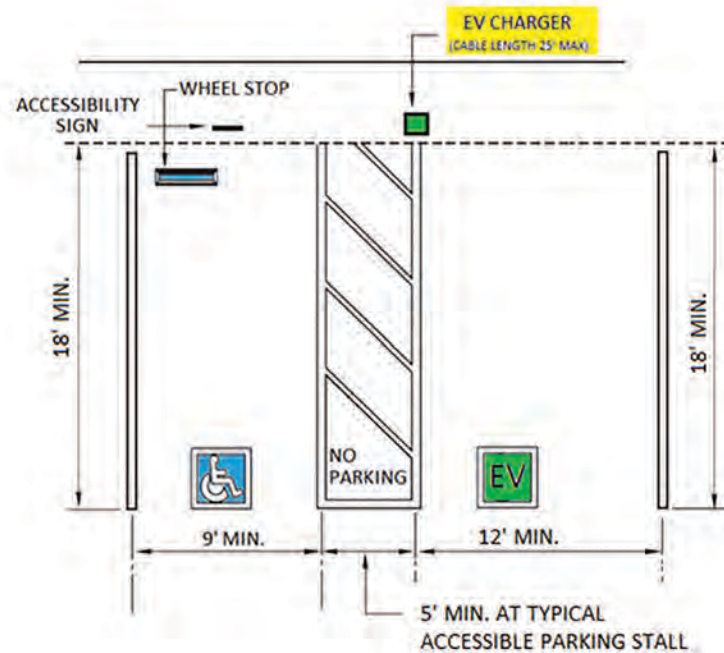 EV CHARGER
(CABLE LENGTH 25' MAX)
WHEEL STOP
ACCESSIBILITY
SIGN
18' MIN.
18' MIN.
NO
PARKING
EV
9' MIN.
12' MIN.
5' MIN. AT TYPICAL
ACCESSIBLE PARKING STALL